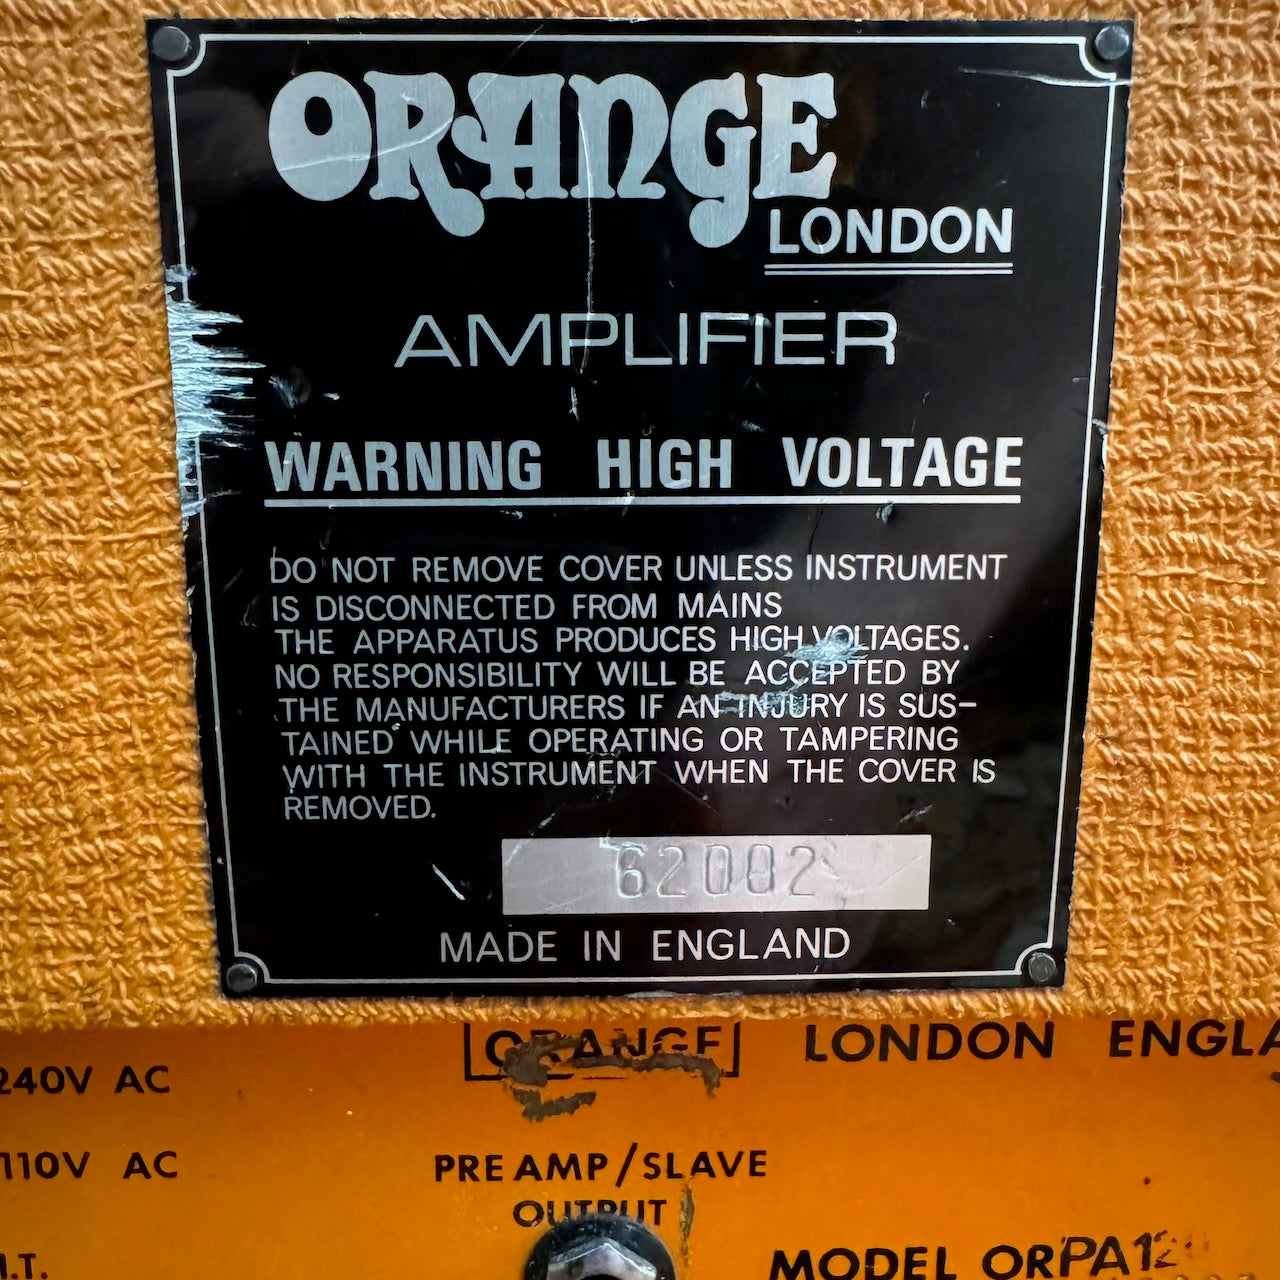 ORANGE
LONDON
AMPLIFIER
WARNING HIGH VOLTAGE
DO NOT REMOVE COVER UNLESS INSTRUMENT
IS DISCONNECTED FROM MAINS
THE APPARATUS PRODUCES HIGH VOLTAGES.
NO RESPONSIBILITY WILL BE ACCEPTED BY
THE MANUFACTURERS IF AN INJURY IS SUS-
TAINED WHILE OPERATING OR TAMPERING
WITH THE INSTRUMENT WHEN THE COVER IS
REMOVED.
62002
MADE IN ENGLAND
ORANGE LONDON ENGLA
240V AC
110V AC
PRE AMP/SLAVE
OUTPUT
MODEL ORPA12